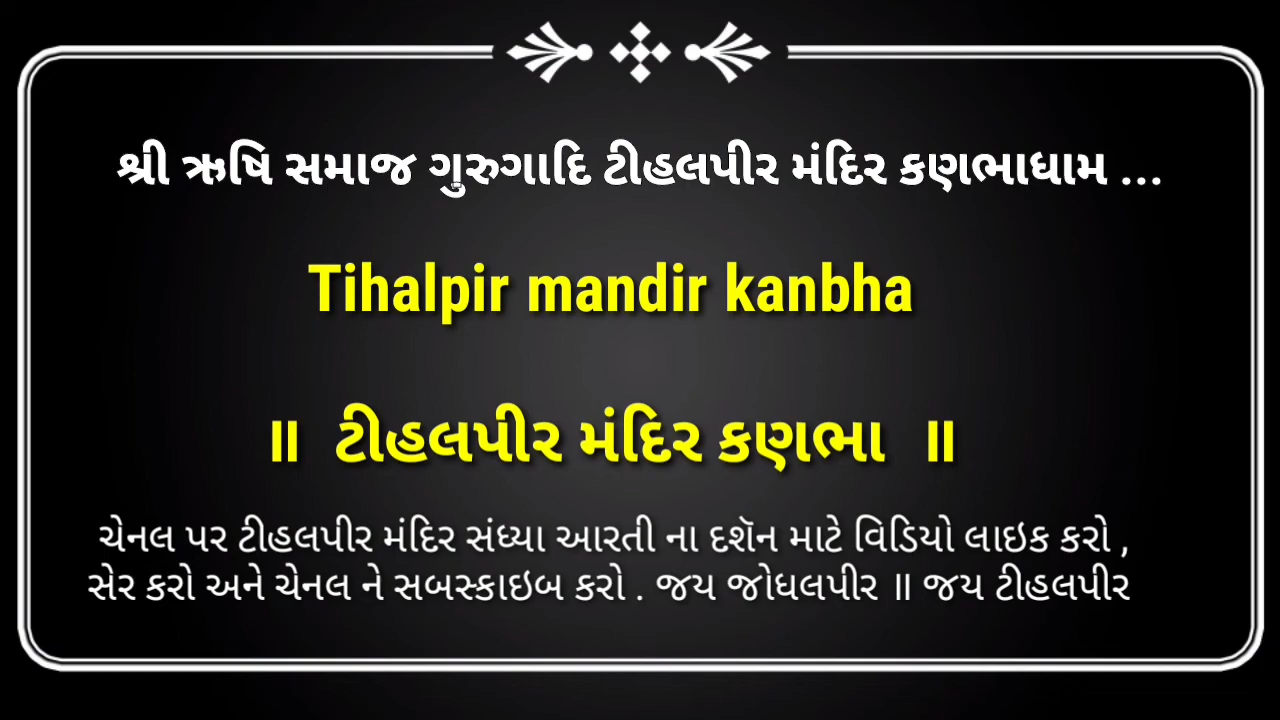 શ્રી ઋષિ સમાજ ગુરુગાદિ ટીહલપીર મંદિર કણભાધામ ...
Tihalpir mandir kanbha
॥ ટીહલપીર મંદિર કણભા ॥
ચેનલ પર ટીહલપીર મંદિર સંધ્યા આરતી ના દર્શૅન માટે વિડિયો લાઇક કરો ,
સેર કરો અને ચેનલ ને સબસ્કાઇબ કરો . જય જોધલપીર ॥ જય ટીહલપીર